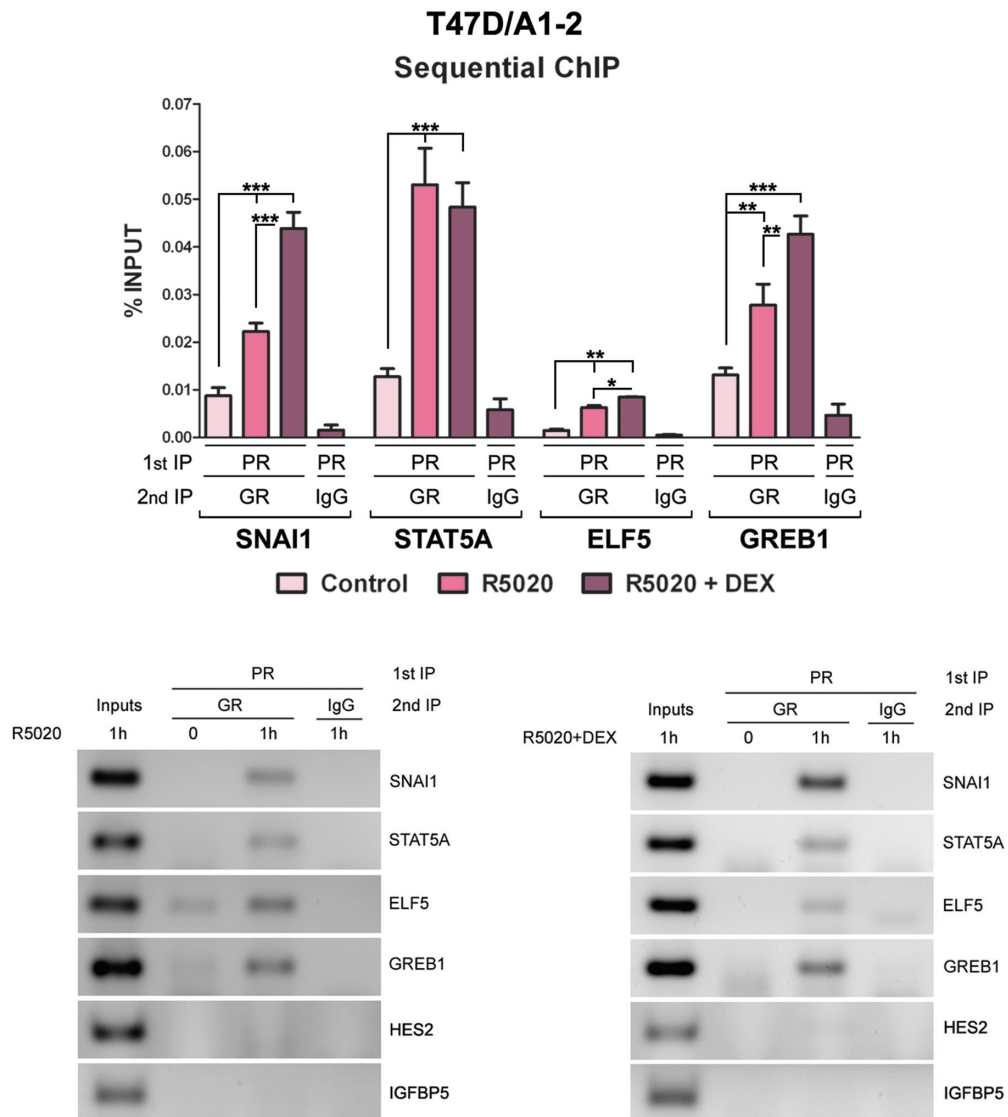 T47D/A1-2
Sequential ChIP
% INPUT
0.07
0.06
0.05
0.04
0.03
0.02
0.01
0.00
*** *** *** ** * *** ** **
1st IP PR PR PR PR PR PR PR PR
2nd IP GR IgG GR IgG GR IgG GR IgG
SNAI1 STAT5A ELF5 GREB1
Control R5020 R5020 + DEX
PR 1st IP
Inputs GR IgG 2nd IP
R5020 1h 0 1h 1h
SNAI1
STAT5A
ELF5
GREB1
HES2
IGFBP5
PR 1st IP
Inputs GR IgG 2nd IP
R5020+DEX 1h 0 1h 1h
SNAI1
STAT5A
ELF5
GREB1
HES2
IGFBP5